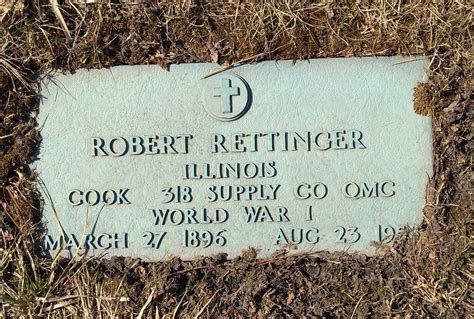 ROBERT RETTINGER
ILLINOIS
COOK 318 SUPPLY CO QMC
WORLD WAR I
MARCH 27 1896 AUG 23